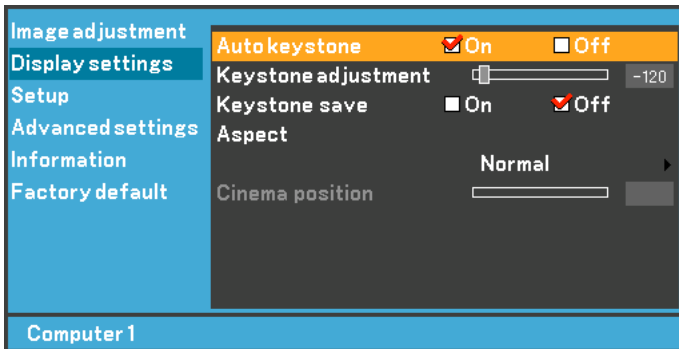 Image adjustment
Display settings
Setup
Advanced settings
Information
Factory default
Auto keystone On Off
Keystone adjustment -120
Keystone save On Off
Aspect
Normal
Cinema position
Computer 1